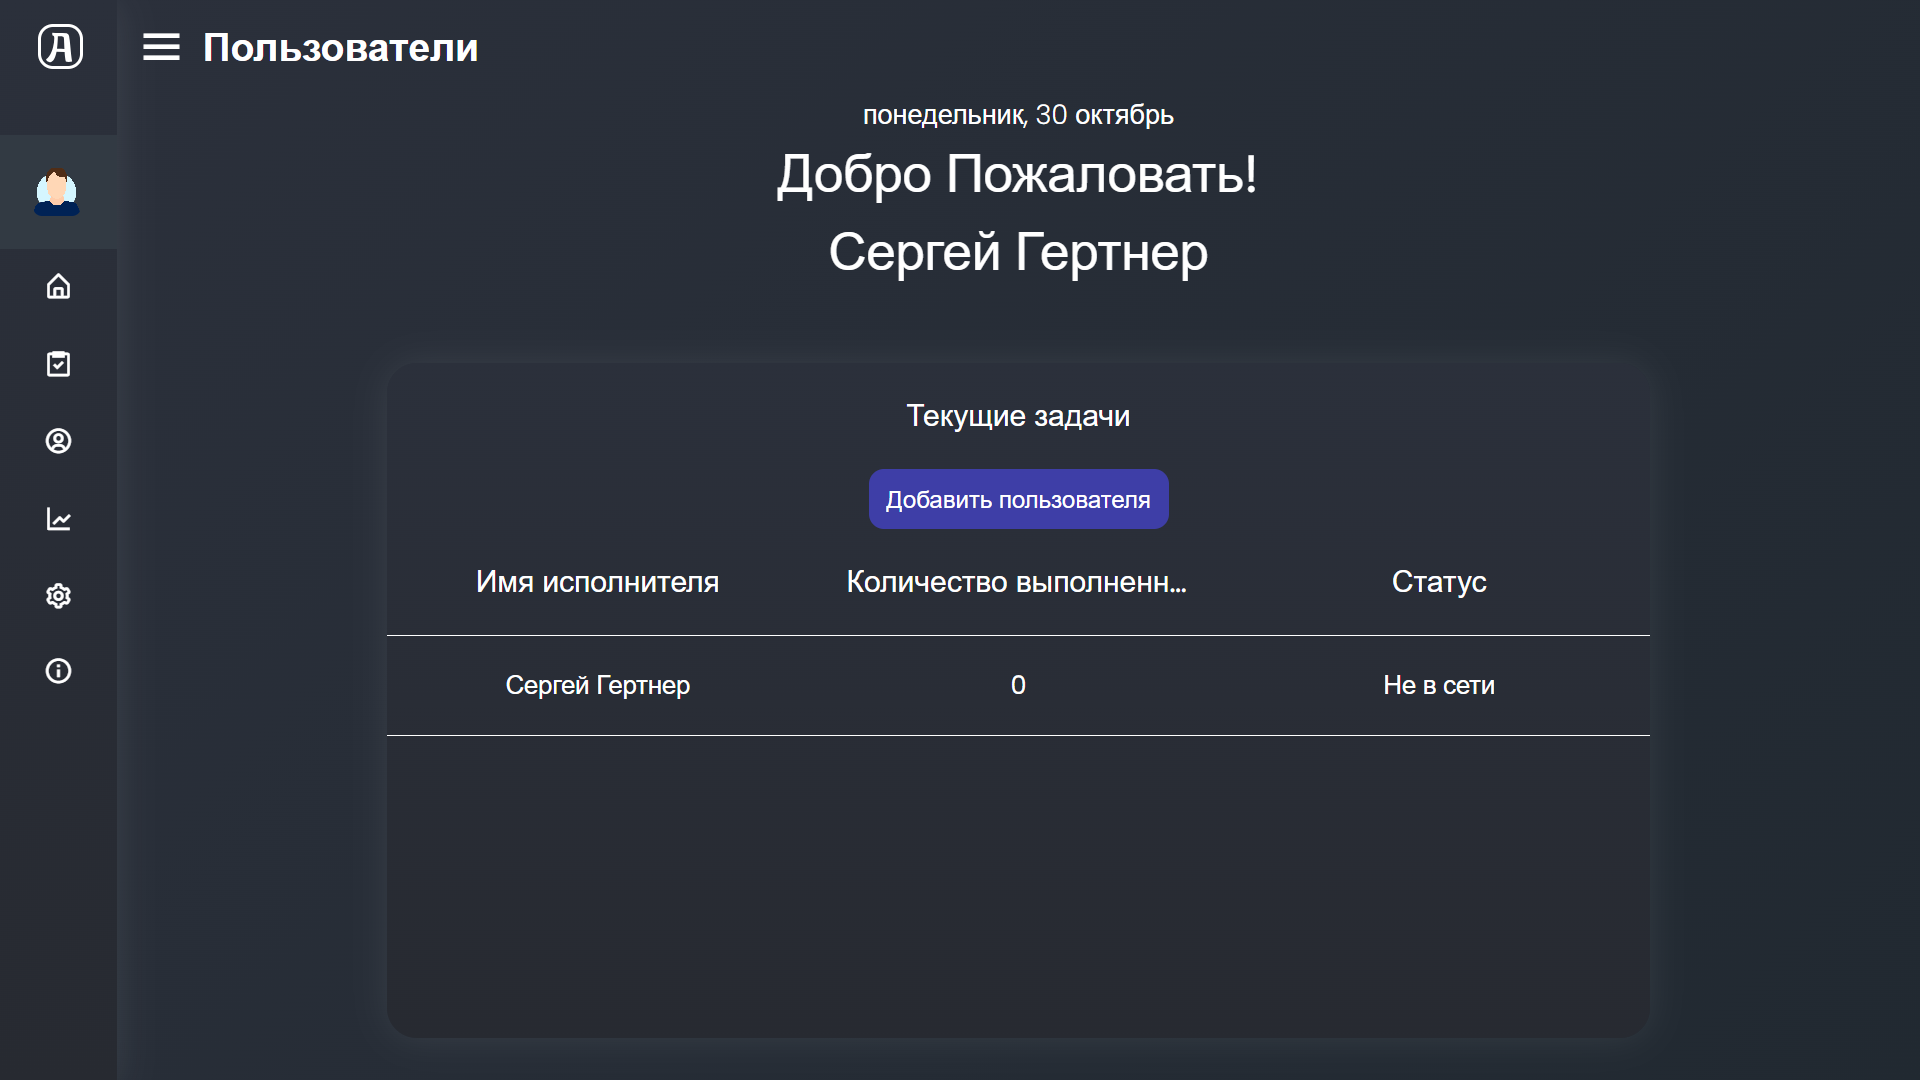 Пользователи
понедельник, 30 октябрь
Добро Пожаловать!
Сергей Гертнер
Текущие задачи
Добавить пользователя
Имя исполнителя Количество выполненн... Статус
Сергей Гертнер 0 Не в сети